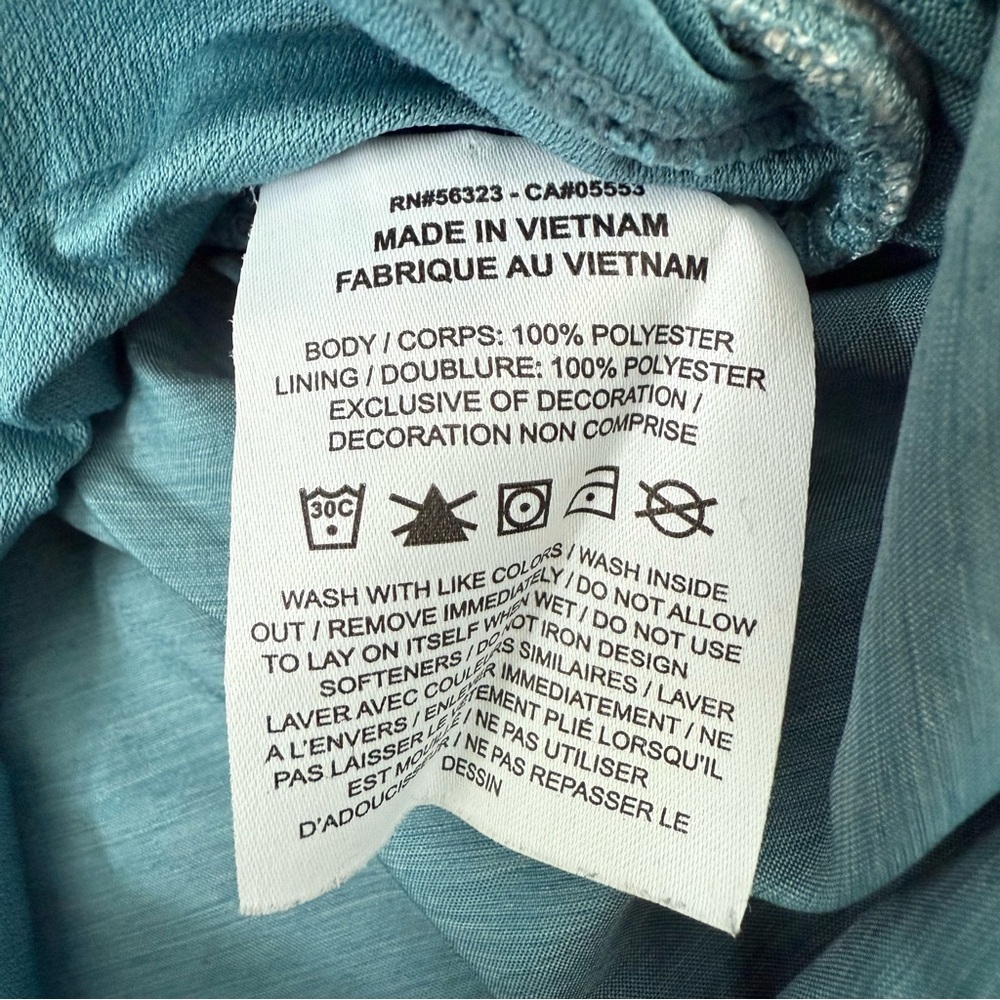 RN#56323 - CA#05553
MADE IN VIETNAM
FABRIQUE AU VIETNAM
BODY / CORPS: 100% POLYESTER
LINING / DOUBLURE: 100% POLYESTER
EXCLUSIVE OF DECORATION /
DECORATION NON COMPRISE
30C
WASH WITH LIKE COLORS / WASH INSIDE
OUT / REMOVE IMMEDIATELY / DO NOT ALLOW
TO LAY ON ITSELF WHEN WET / DO NOT USE
SOFTENERS / DO NOT IRON DESIGN
LAVER AVEC COULEURS SIMILAIRES / LAVER
A L'ENVERS / ENLEVER IMMEDIATEMENT / NE
PAS LAISSER LE VETEMENT PLIÉ LORSQU'IL
EST MOUILLÉ / NE PAS UTILISER
D'ADOUCISSEUR / NE PAS REPASSER LE
DESSIN